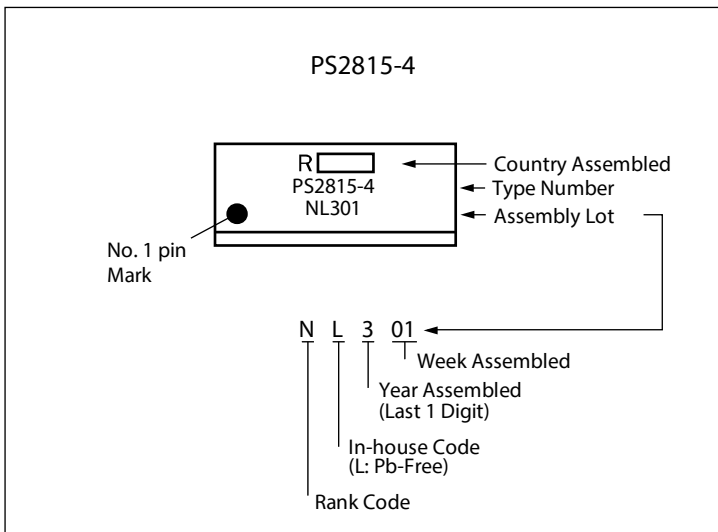 PS2815-4
R
PS2815-4
NL301
Country Assembled
Type Number
Assembly Lot
No. 1 pin
Mark
N L 3 01
Week Assembled
Year Assembled
(Last 1 Digit)
In-house Code
(L: Pb-Free)
Rank Code